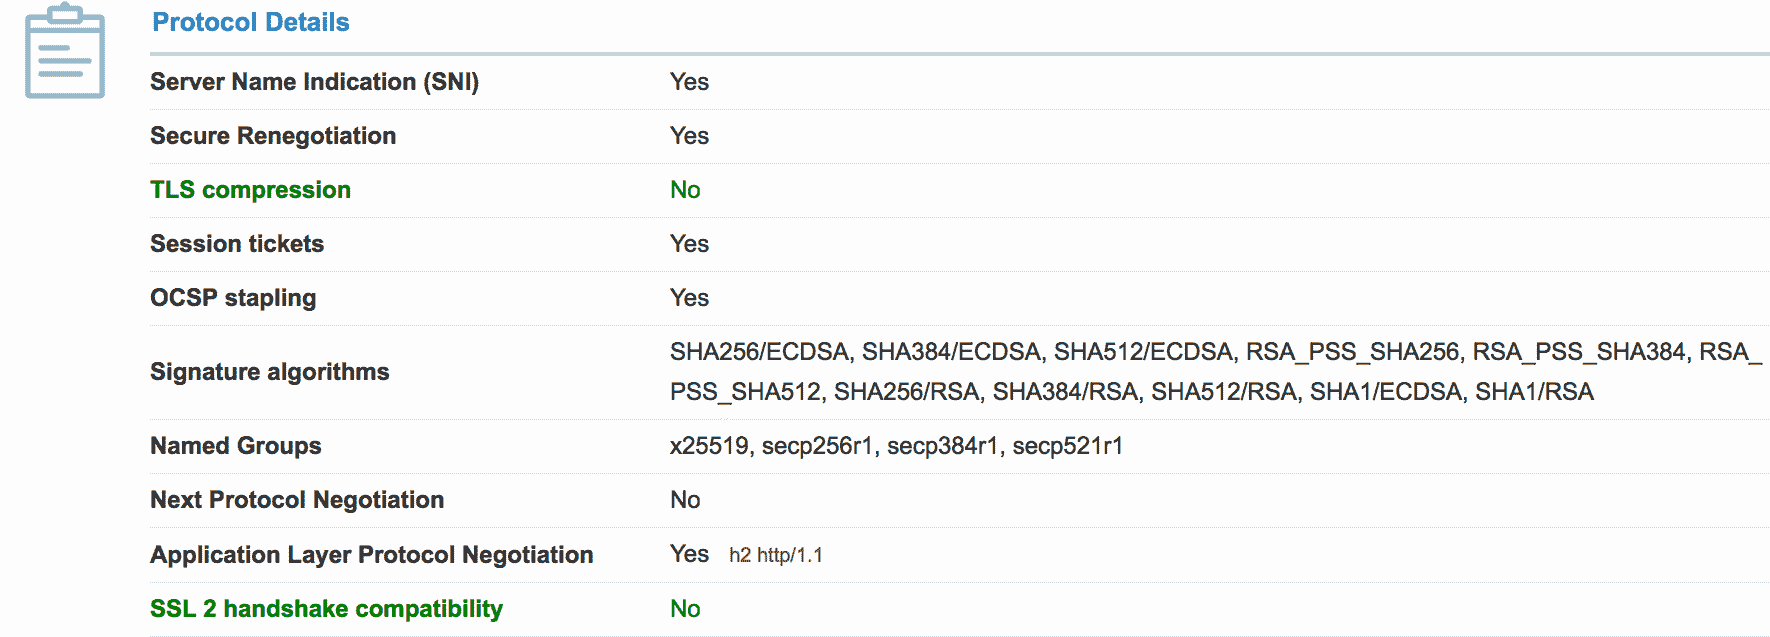 Protocol Details
Server Name Indication (SNI) Yes
Secure Renegotiation Yes
TLS compression No
Session tickets Yes
OCSP stapling Yes
Signature algorithms SHA256/ECDSA, SHA384/ECDSA, SHA512/ECDSA, RSA_PSS_SHA256, RSA_PSS_SHA384, RSA_
PSS_SHA512, SHA256/RSA, SHA384/RSA, SHA512/RSA, SHA1/ECDSA, SHA1/RSA
Named Groups x25519, secp256r1, secp384r1, secp521r1
Next Protocol Negotiation No
Application Layer Protocol Negotiation Yes h2 http/1.1
SSL 2 handshake compatibility No